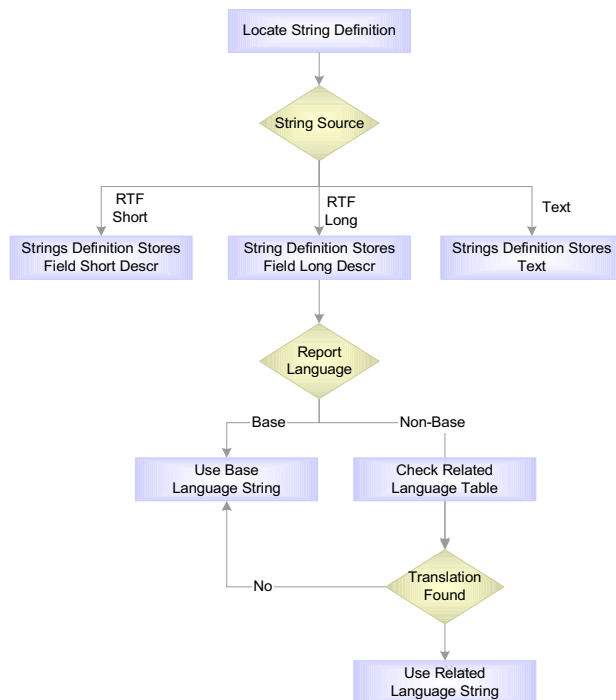 Locate String Definition
String Source
RTF
Short
RTF
Long
Text
Strings Definition Stores
Field Short Descr
String Definition Stores
Field Long Descr
Strings Definition Stores
Text
Report
Language
Base
Non-Base
Use Base
Language String
Check Related
Language Table
Translation
Found
No
Use Related
Language String